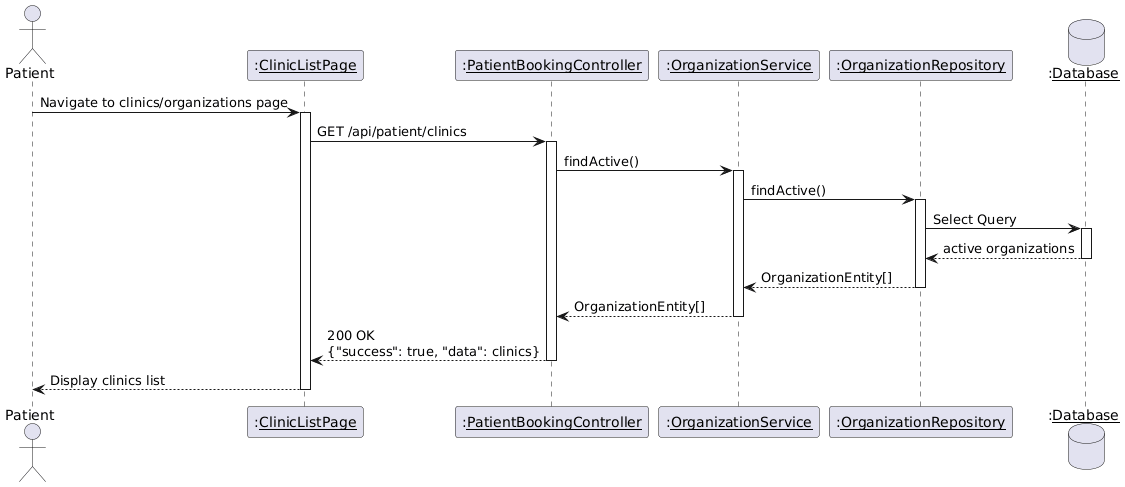 Patient
:ClinicListPage
:PatientBookingController
:OrganizationService
:OrganizationRepository
:Database
Navigate to clinics/organizations page
GET /api/patient/clinics
findActive()
findActive()
Select Query
active organizations
OrganizationEntity[]
OrganizationEntity[]
200 OK
{"success": true, "data": clinics}
Display clinics list
Patient
:ClinicListPage
:PatientBookingController
:OrganizationService
:OrganizationRepository
:Database